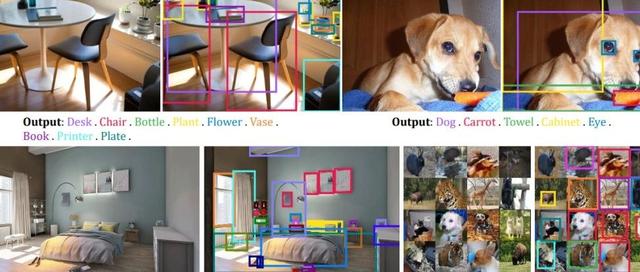 Output: Desk . Chair . Bottle . Plant . Flower . Vase .
Book . Printer . Plate .
Output: Dog . Carrot . Towel . Cabinet . Eye .